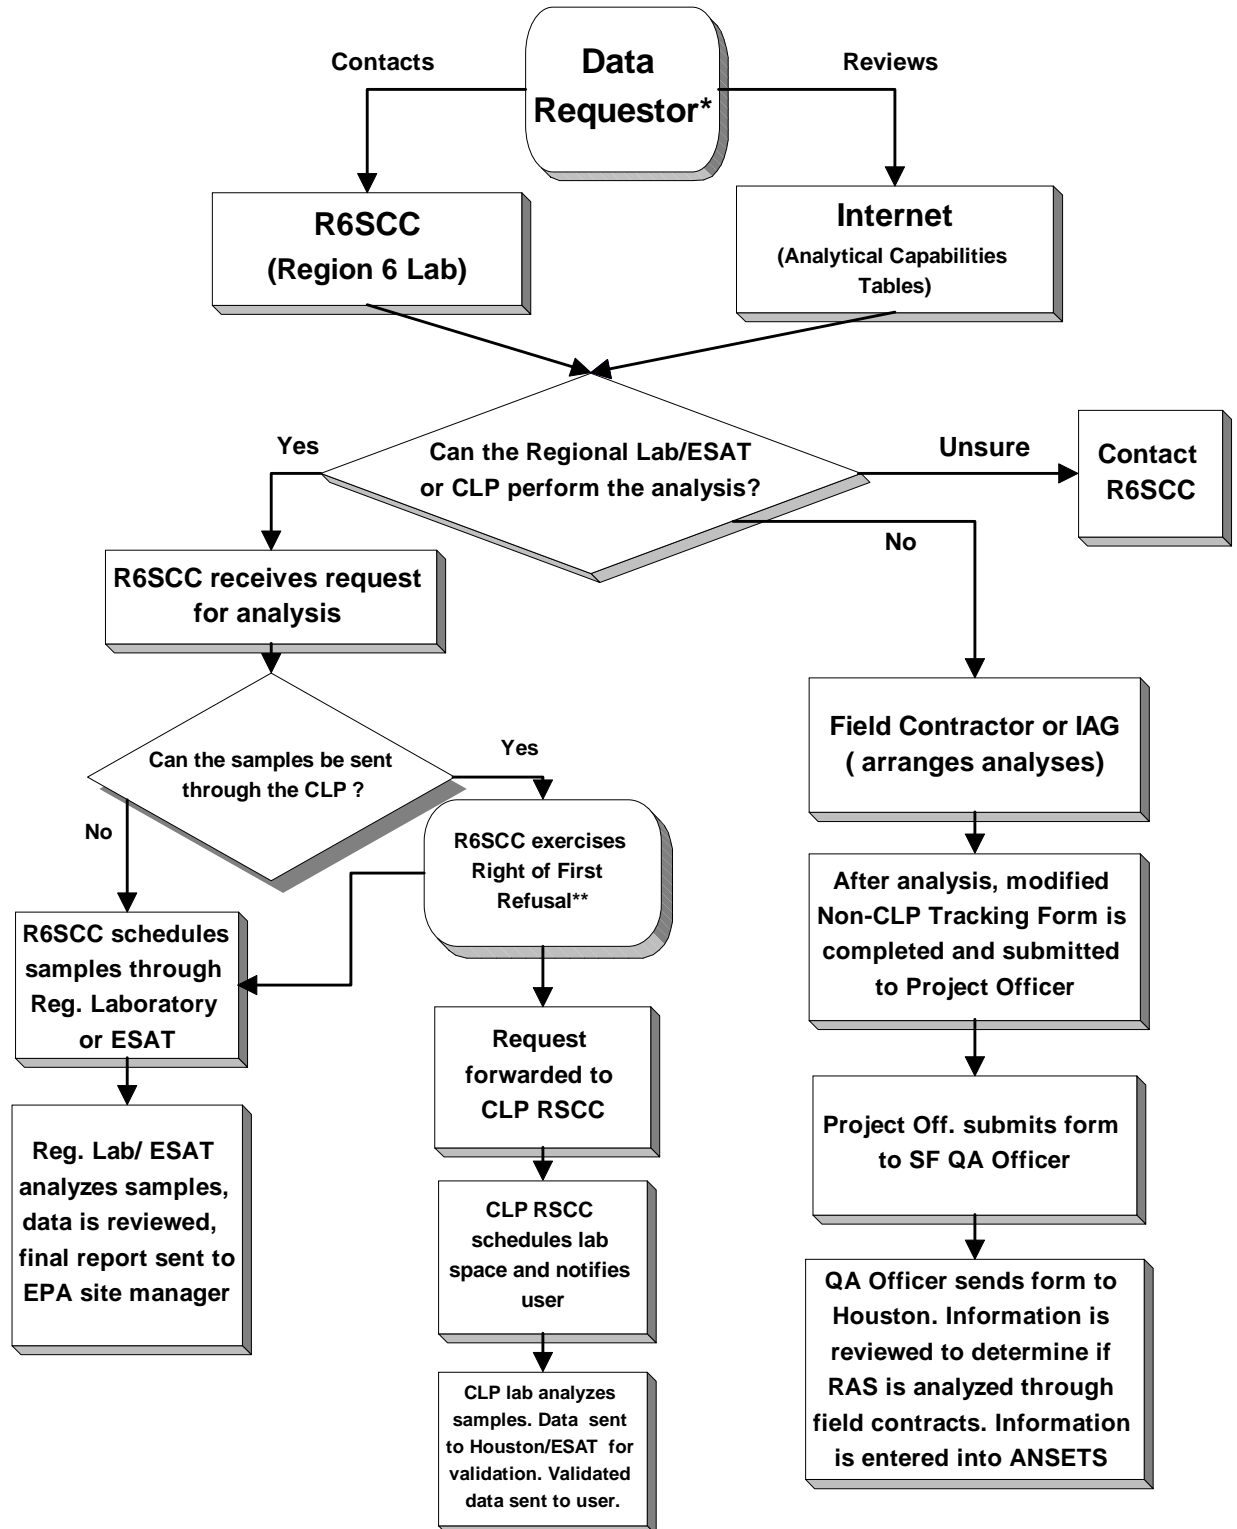 Contacts
Data
Requestor*
Reviews
R6SCC
(Region 6 Lab)
Internet
(Analytical Capabilities
Tables)
Yes
Can the Regional Lab/ESAT
or CLP perform the analysis?
Unsure
Contact
R6SCC
No
R6SCC receives request
for analysis
Can the samples be sent
through the CLP ?
Yes
No
R6SCC exercises
Right of First
Refusal**
R6SCC schedules
samples through
Reg. Laboratory
or ESAT
Reg. Lab/ ESAT
analyzes samples,
data is reviewed,
final report sent to
EPA site manager
Request
forwarded to
CLP RSCC
CLP RSCC
schedules lab
space and notifies
user
CLP lab analyzes
samples. Data sent
to Houston/ESAT for
validation. Validated
data sent to user.
Field Contractor or IAG
( arranges analyses)
After analysis, modified
Non-CLP Tracking Form is
completed and submitted
to Project Officer
Project Off. submits form
to SF QA Officer
QA Officer sends form to
Houston. Information is
reviewed to determine if
RAS is analyzed through
field contracts. Information
is entered into ANSETS